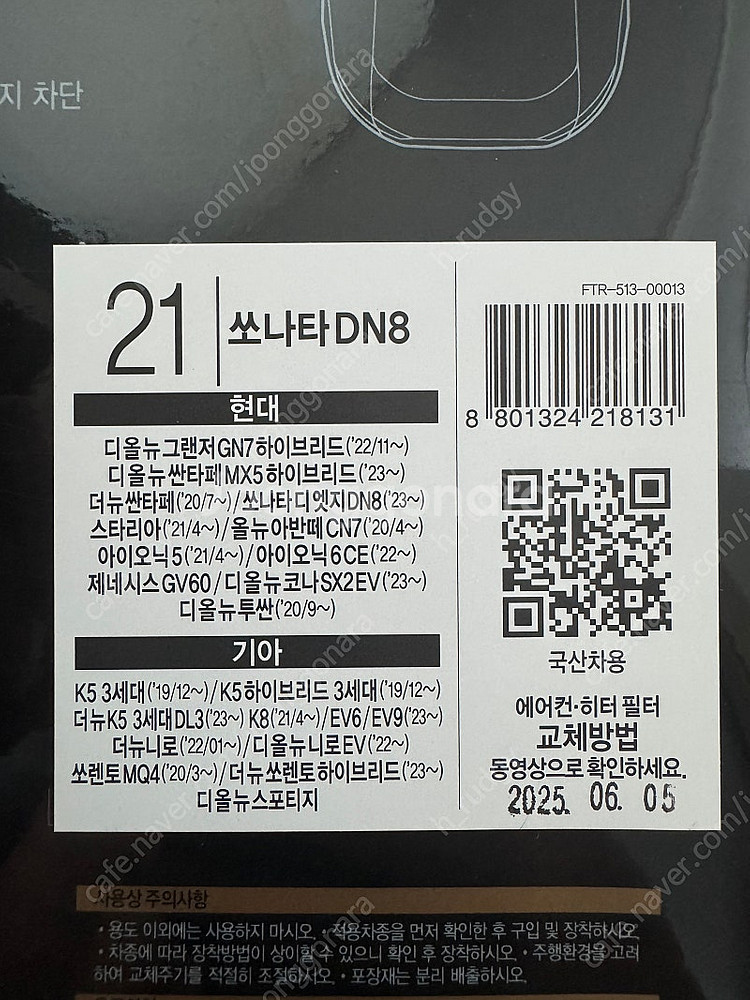 지 차단
21 쏘나타DN8
현대
디올뉴그랜저GN7하이브리드('22/11~)
디올뉴싼타페MX5하이브리드('23~)
더뉴싼타페('20/7~)/쏘나타디엣지DN8('23~)
스타리아('21/4~)/올뉴아반떼CN7('20/4~)
아이오닉5('21/4~)/아이오닉6CE('22~)
제네시스GV60/디올뉴코나SX2EV('23~)
디올뉴투싼('20/9~)
기아
K5 3세대('19/12~)/K5하이브리드 3세대('19/12~)
더뉴K5 3세대DL3('23~) K8('21/4~)/EV6/EV9('23~)
더뉴니로('22/01~)/디올뉴니로EV('22~)
쏘렌토MQ4('20/3~)/더뉴쏘렌토하이브리드('23~)
디올뉴스포티지
FTR-513-00013
8 801324 218131
국산차용
에어컨·히터 필터
교체방법
동영상으로확인하세요.
2025. 06. 05
사용상 주의사항
• 용도 이외에는 사용하지 마시오. • 적용차종을 먼저 확인한 후 구입 및 장착하시오.
• 차종에 따라 장착방법이 상이할 수 있으니 확인 후 장착하시오. • 주행환경을 고려
하여 교체주기를 적절히 조절하시오. • 포장재는 분리 배출하시오.
cafe.naver.com/joonggonara
h.rudgy